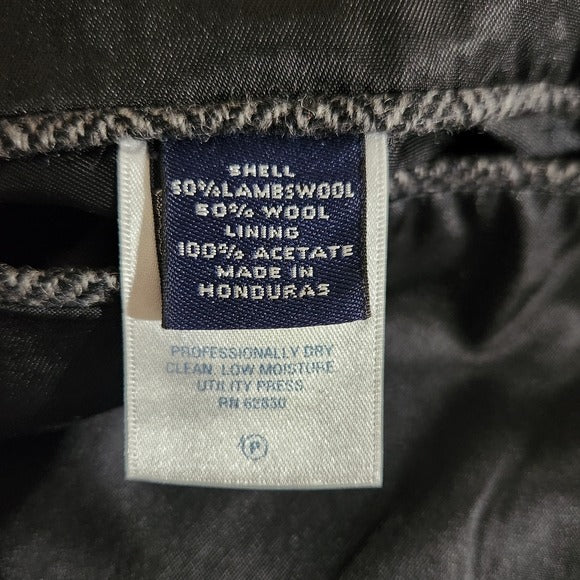 SHELL
50%LAMBSWOOL
50% WOOL
LINING
100% ACETATE
MADE IN
HONDURAS
PROFESSIONALLY DRY
CLEAN. LOW MOISTURE.
UTILITY PRESS.
RN 62830
P